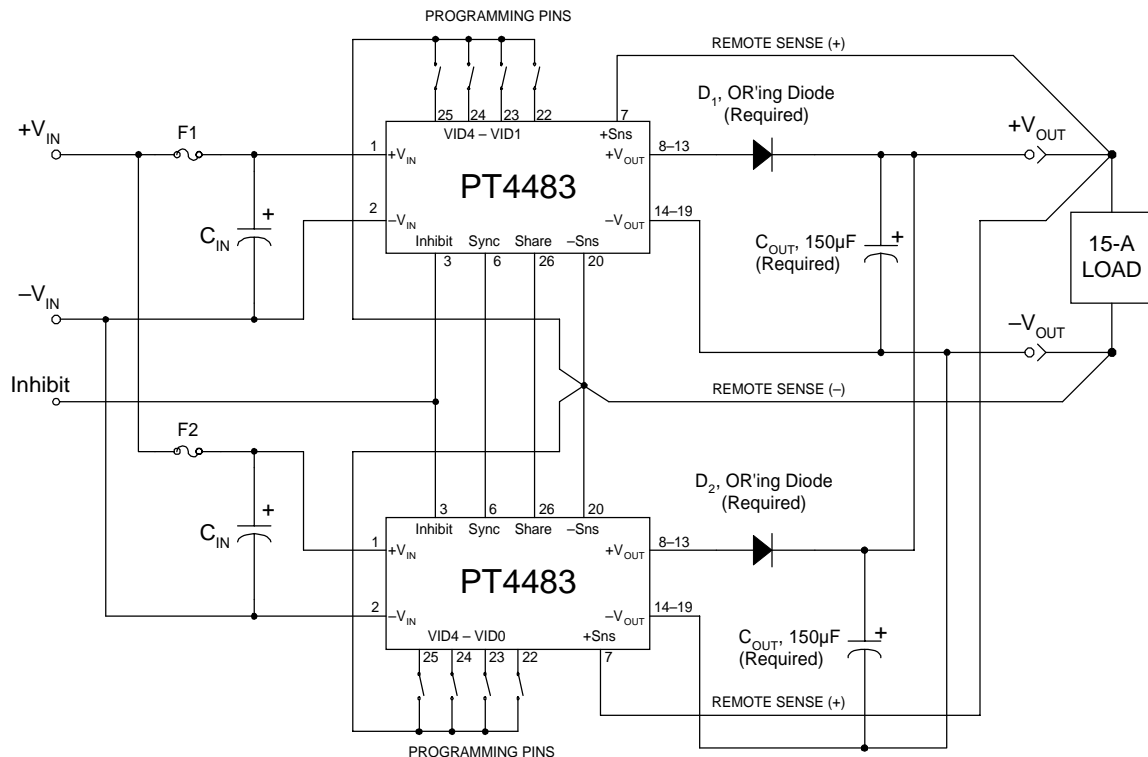 PROGRAMMING PINS
REMOTE SENSE (+)
25 24 23 22 7
VID4 – VID1 +Sns
D1, OR'ing Diode
(Required)
+VIN
F1
+VOUT
1 +VIN
PT4483
+VOUT 8–13
2 –VIN
–VOUT 14–19
CIN +
Inhibit Sync Share –Sns
3 6 26 20
COUT, 150µF +
(Required)
15-A
LOAD
–VIN
–VOUT
Inhibit
REMOTE SENSE (–)
F2
D2, OR'ing Diode
(Required)
3 6 26 20
Inhibit Sync Share –Sns
CIN +
1 +VIN
PT4483
+VOUT 8–13
2 –VIN
–VOUT 14–19
VID4 – VID0 +Sns
25 24 23 22 7
COUT, 150µF +
(Required)
REMOTE SENSE (+)
PROGRAMMING PINS